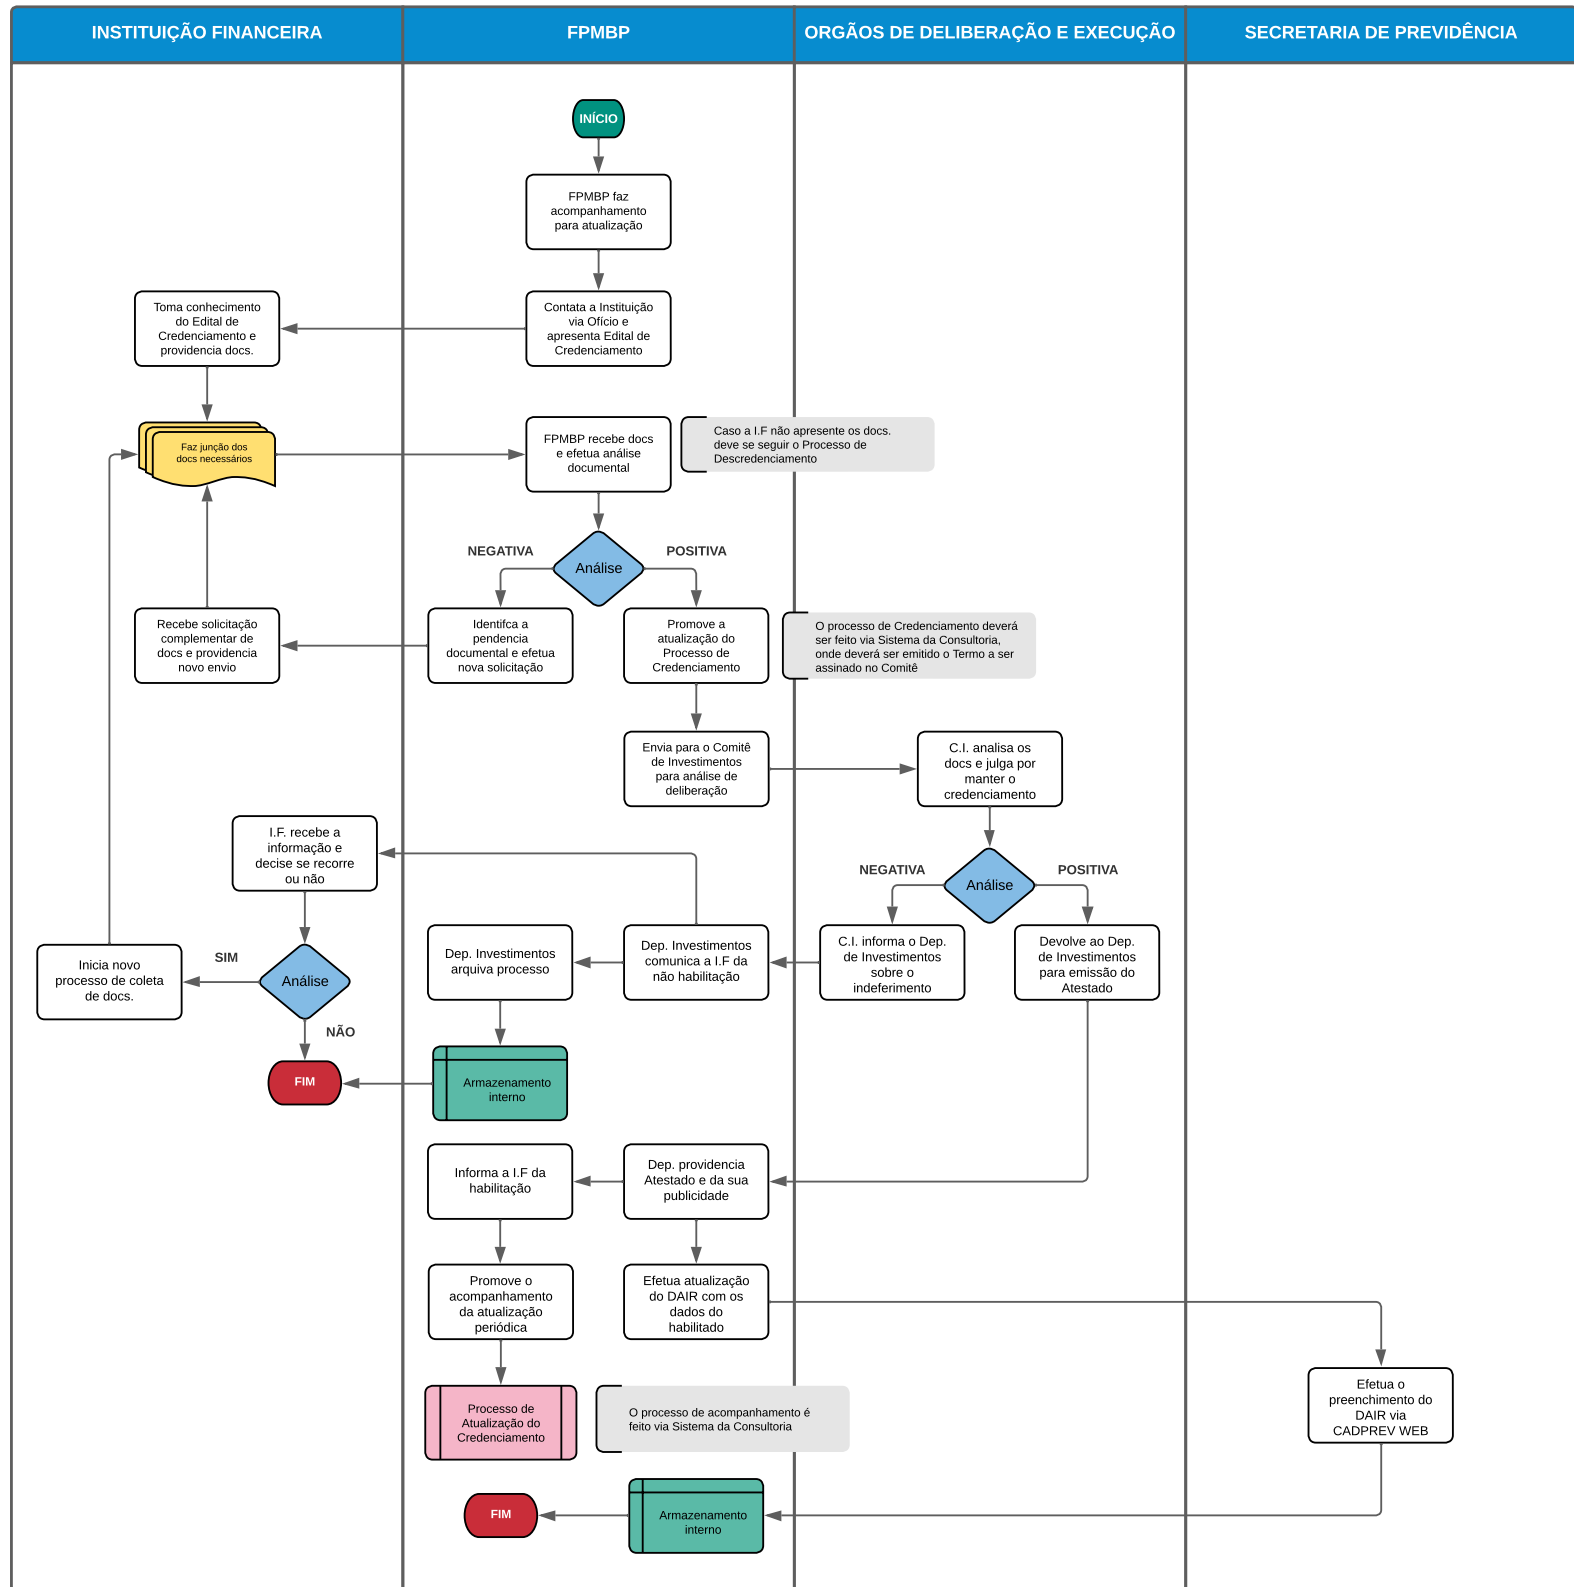 INSTITUIÇÃO FINANCEIRA
FPMBP
ORGÃOS DE DELIBERAÇÃO E EXECUÇÃO
SECRETARIA DE PREVIDÊNCIA
INÍCIO
FPMBP faz
acompanhamento
para atualização
Toma conhecimento
do Edital de
Credenciamento e
providencia docs.
Contata a Instituição
via Ofício e
apresenta Edital de
Credenciamento
Faz junção dos
docs necessários
FPMBP recebe docs
e efetua análise
documental
Caso a I.F não apresente os docs.
deve se seguir o Processo de
Descredenciamento
NEGATIVA
Análise
POSITIVA
Recebe solicitação
complementar de
docs e providencia
novo envio
Identifca a
pendencia
documental e efetua
nova solicitação
Promove a
atualização do
Processo de
Credenciamento
O processo de Credenciamento deverá
ser feito via Sistema da Consultoria,
onde deverá ser emitido o Termo a ser
assinado no Comitê
Envia para o Comitê
de Investimentos
para análise de
deliberação
C.I. analisa os
docs e julga por
manter o
credenciamento
I.F. recebe a
informação e
decise se recorre
ou não
NEGATIVA
Análise
POSITIVA
Inicia novo
processo de coleta
de docs.
SIM
Análise
NÃO
Dep. Investimentos
arquiva processo
Dep. Investimentos
comunica a I.F da
não habilitação
C.I. informa o Dep.
de Investimentos
sobre o
indeferimento
Devolve ao Dep.
de Investimentos
para emissão do
Atestado
FIM
Armazenamento
interno
Informa a I.F da
habilitação
Dep. providencia
Atestado e da sua
publicidade
Promove o
acompanhamento
da atualização
periódica
Efetua atualização
do DAIR com os
dados do
habilitado
Processo de
Atualização do
Credenciamento
O processo de acompanhamento é
feito via Sistema da Consultoria
Efetua o
preenchimento do
DAIR via
CADPREV WEB
FIM
Armazenamento
interno